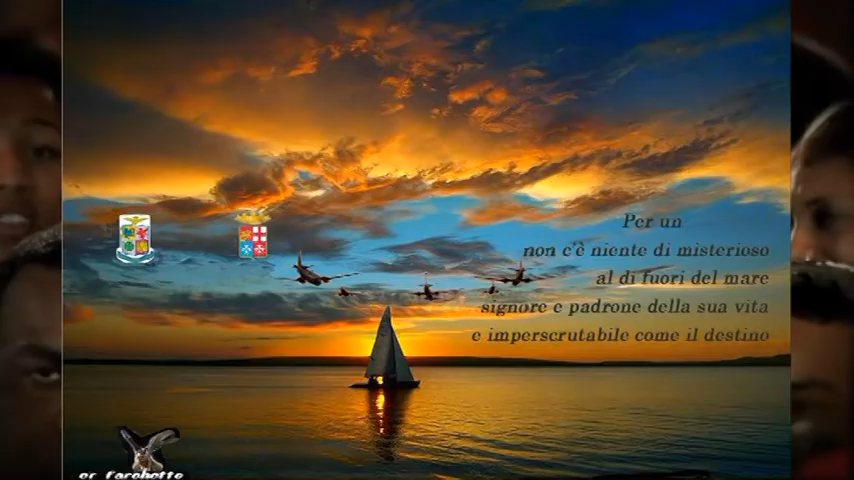 Per un
non c'è niente di misterioso
al di fuori del mare
signore e padrone della sua vita
e imperscrutabile come il destino
er farchetto